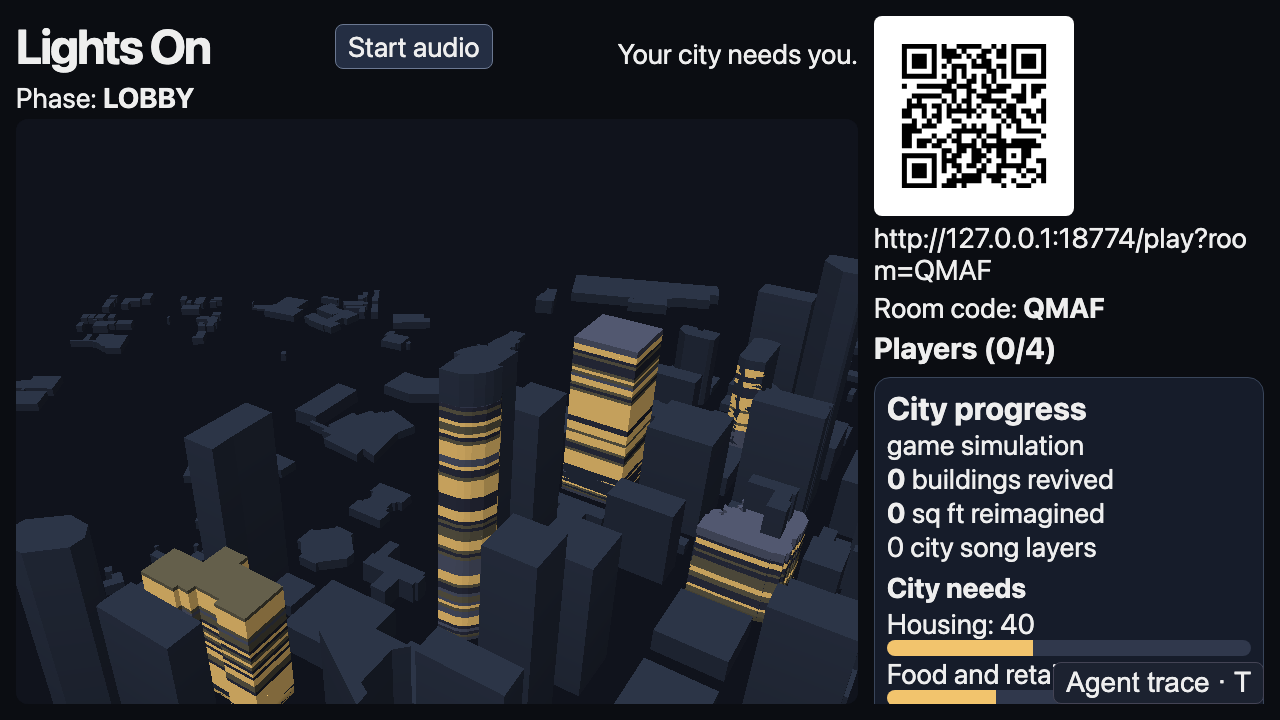 Lights On
Start audio
Your city needs you.
Phase: LOBBY
http://127.0.0.1:18774/play?roo
m=QMAF
Room code: QMAF
Players (0/4)
City progress
game simulation
0 buildings revived
0 sq ft reimagined
0 city song layers
City needs
Housing: 40
Food and reta
Agent trace · T